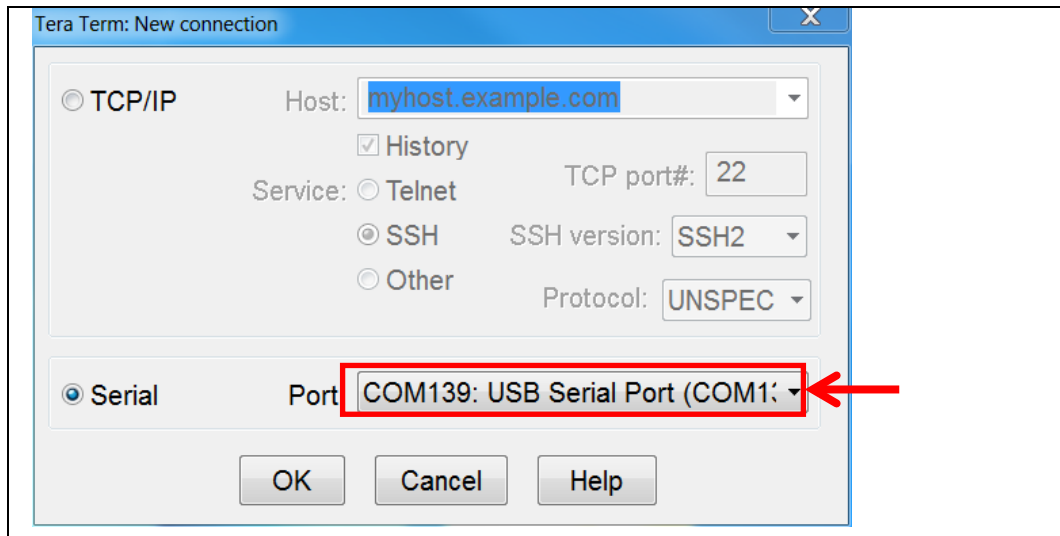 Tera Term: New connection
TCP/IP Host: myhost.example.com
History
Service: Telnet TCP port#: 22
SSH SSH version: SSH2
Other Protocol: UNSPEC
Serial Port COM139: USB Serial Port (COM13
OK Cancel Help